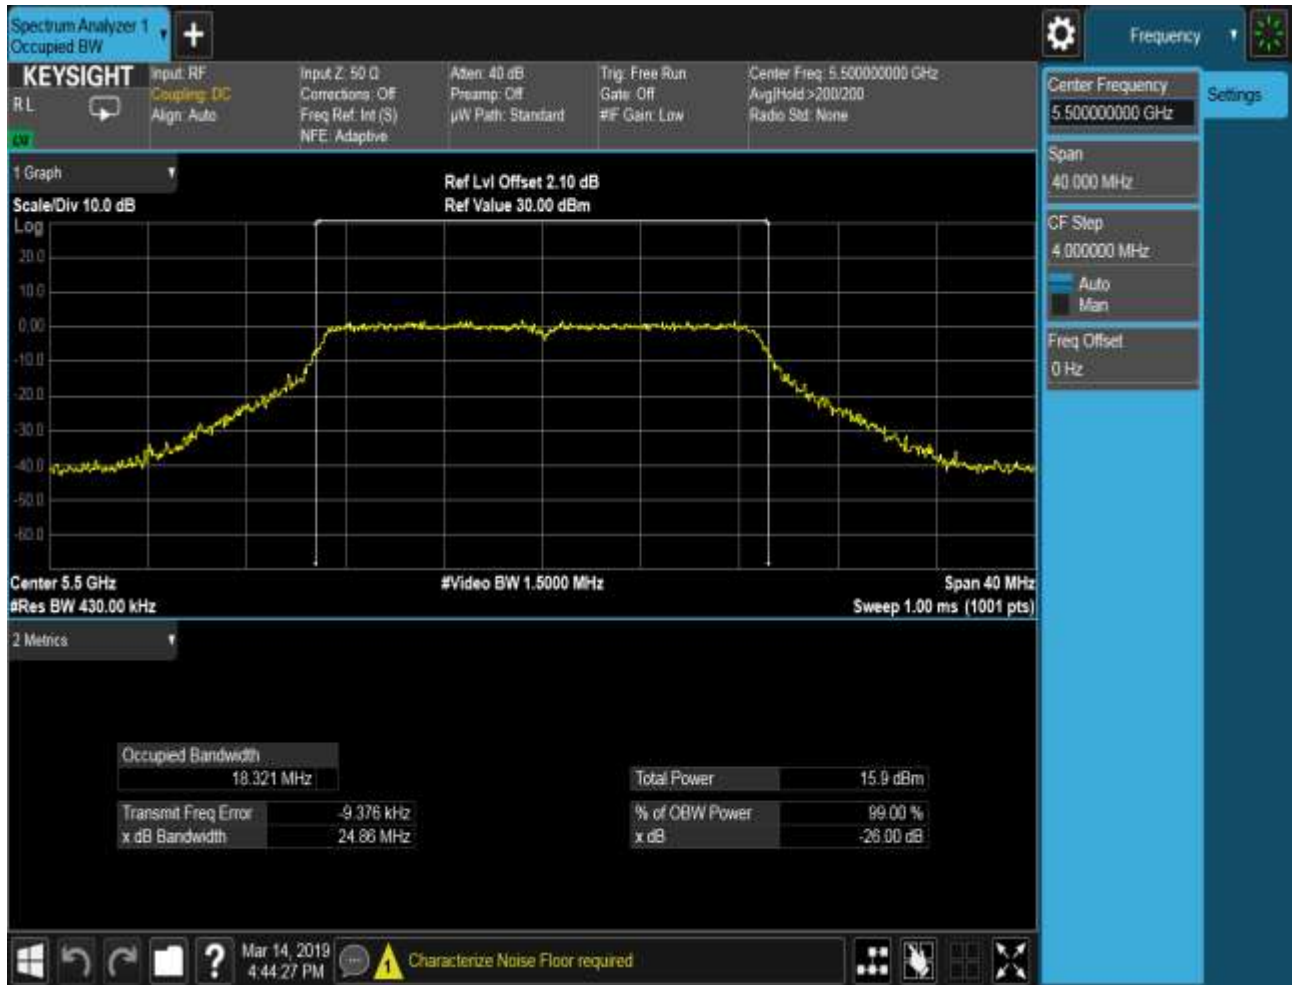 Spectrum Analyzer 1
Occupied BW
Frequency
KEYSIGHT
R L
Input: RF
Coupling: DC
Align: Auto
Input Z: 50 Ω
Corrections: Off
Freq Ref: Int (S)
NFE: Adaptive
Atten: 40 dB
Preamp: Off
µW Path: Standard
Trig: Free Run
Gate: Off
#IF Gain: Low
Center Freq: 5.500000000 GHz
Avg|Hold:>200/200
Radio Std: None
Center Frequency
5.500000000 GHz
Settings
Span
40.000 MHz
CF Step
4.000000 MHz
Auto
Man
Freq Offset
0 Hz
1 Graph
Scale/Div 10.0 dB
Ref Lvl Offset 2.10 dB
Ref Value 30.00 dBm
Log
20.0
10.0
0.00
-10.0
-20.0
-30.0
-40.0
-50.0
-60.0
Center 5.5 GHz
#Video BW 1.5000 MHz
Span 40 MHz
#Res BW 430.00 kHz
Sweep 1.00 ms (1001 pts)
2 Metrics
Occupied Bandwidth
18.321 MHz
Total Power 15.9 dBm
Transmit Freq Error -9.376 kHz
% of OBW Power 99.00 %
x dB Bandwidth 24.86 MHz
x dB -26.00 dB
?
Mar 14, 2019
4:44:27 PM
1
Characterize Noise Floor required